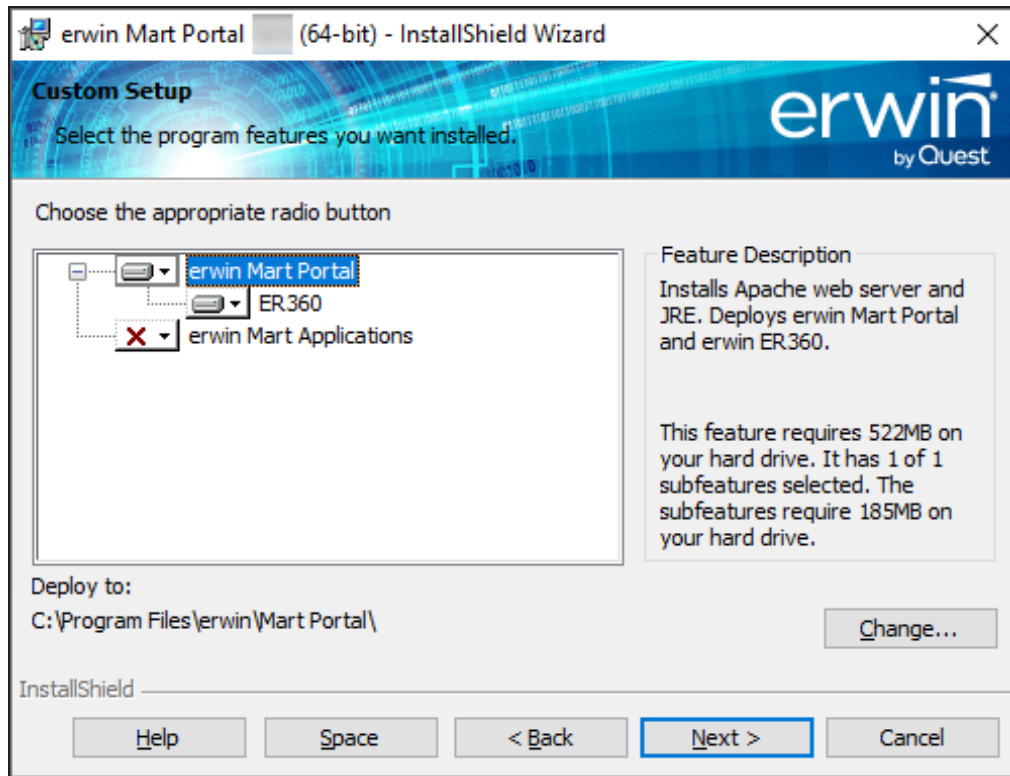 erwin Mart Portal (64-bit) - InstallShield Wizard
Custom Setup
Select the program features you want installed.
erwin
by Quest
Choose the appropriate radio button
erwin Mart Portal
ER360
erwin Mart Applications
Feature Description
Installs Apache web server and
JRE. Deploys erwin Mart Portal
and erwin ER360.
This feature requires 522MB on
your hard drive. It has 1 of 1
subfeatures selected. The
subfeatures require 185MB on
your hard drive.
Deploy to:
C:\Program Files\erwin\Mart Portal\
Change...
InstallShield
Help
Space
< Back
Next >
Cancel